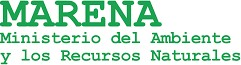 MARENA
Ministerio del Ambiente
y los Recursos Naturales